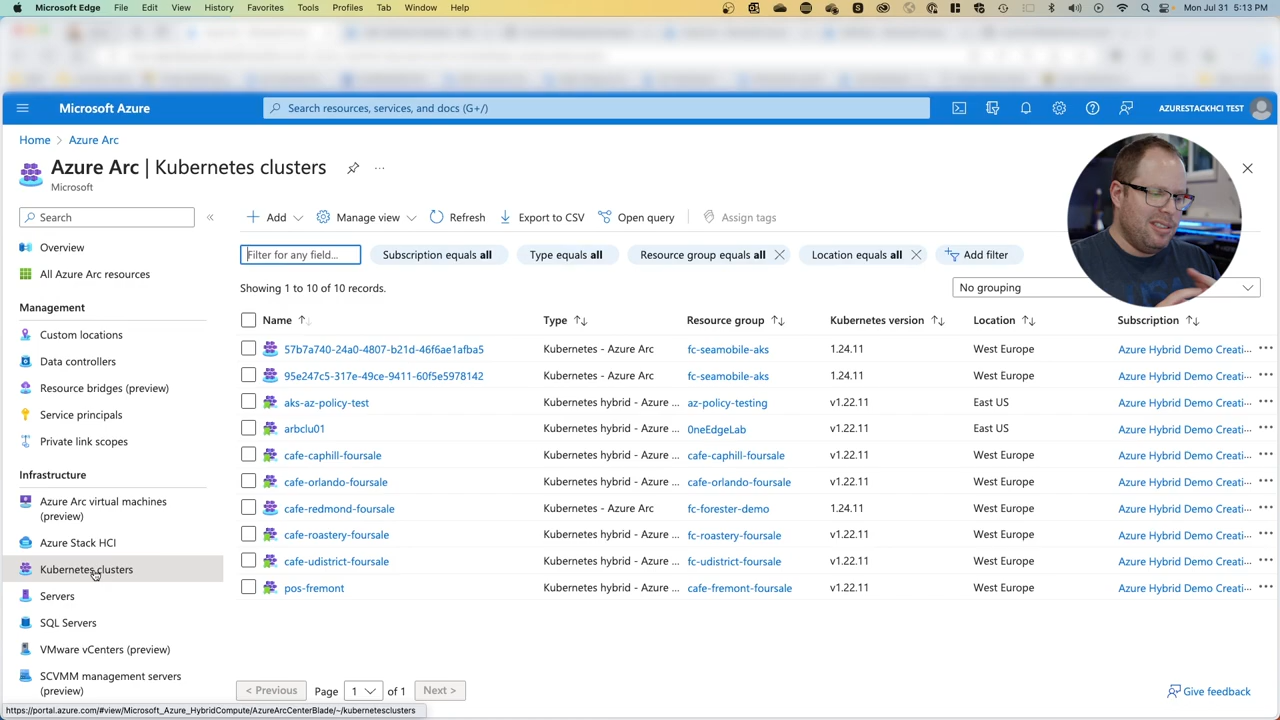 Microsoft Edge File Edit View History Favorites Tools Profiles Tab Window Help Mon Jul 31 5:13 PM
Microsoft Azure Search resources, services, and docs (G+/) AZURESTACKHCI TEST
Home > Azure Arc
Azure Arc | Kubernetes clusters
Microsoft
Search
Overview
All Azure Arc resources
Management
Custom locations
Data controllers
Resource bridges (preview)
Service principals
Private link scopes
Infrastructure
Azure Arc virtual machines
(preview)
Azure Stack HCI
Kubernetes clusters
Servers
SQL Servers
VMware vCenters (preview)
SCVMM management servers
(preview)
Add Manage view Refresh Export to CSV Open query Assign tags
Filter for any field... Subscription equals all Type equals all Resource group equals all Location equals all Add filter
Showing 1 to 10 of 10 records. No grouping
Name Type Resource group Kubernetes version Location Subscription
57b7a740-24a0-4807-b21d-46f6ae1afba5 Kubernetes - Azure Arc fc-seamobile-aks 1.24.11 West Europe Azure Hybrid Demo Creati...
95e247c5-317e-49ce-9411-60f5e5978142 Kubernetes - Azure Arc fc-seamobile-aks 1.24.11 West Europe Azure Hybrid Demo Creati...
aks-az-policy-test Kubernetes hybrid - Azure ... az-policy-testing v1.22.11 East US Azure Hybrid Demo Creati...
arbclu01 Kubernetes hybrid - Azure ... 0neEdgeLab v1.22.11 East US Azure Hybrid Demo Creati...
cafe-caphill-foursale Kubernetes hybrid - Azure ... cafe-caphill-foursale v1.22.11 West Europe Azure Hybrid Demo Creati...
cafe-orlando-foursale Kubernetes hybrid - Azure ... cafe-orlando-foursale v1.22.11 West Europe Azure Hybrid Demo Creati...
cafe-redmond-foursale Kubernetes - Azure Arc fc-forester-demo 1.24.11 West Europe Azure Hybrid Demo Creati...
cafe-roastery-foursale Kubernetes hybrid - Azure ... fc-roastery-foursale v1.22.11 West Europe Azure Hybrid Demo Creati...
cafe-udistrict-foursale Kubernetes hybrid - Azure ... fc-udistrict-foursale v1.22.11 West Europe Azure Hybrid Demo Creati...
pos-fremont Kubernetes hybrid - Azure ... cafe-fremont-foursale v1.22.11 West Europe Azure Hybrid Demo Creati...
< Previous Page 1 of 1 Next > Give feedback
https://portal.azure.com/#view/Microsoft_Azure_HybridCompute/AzureArcCenterBlade/~/kubernetesclusters